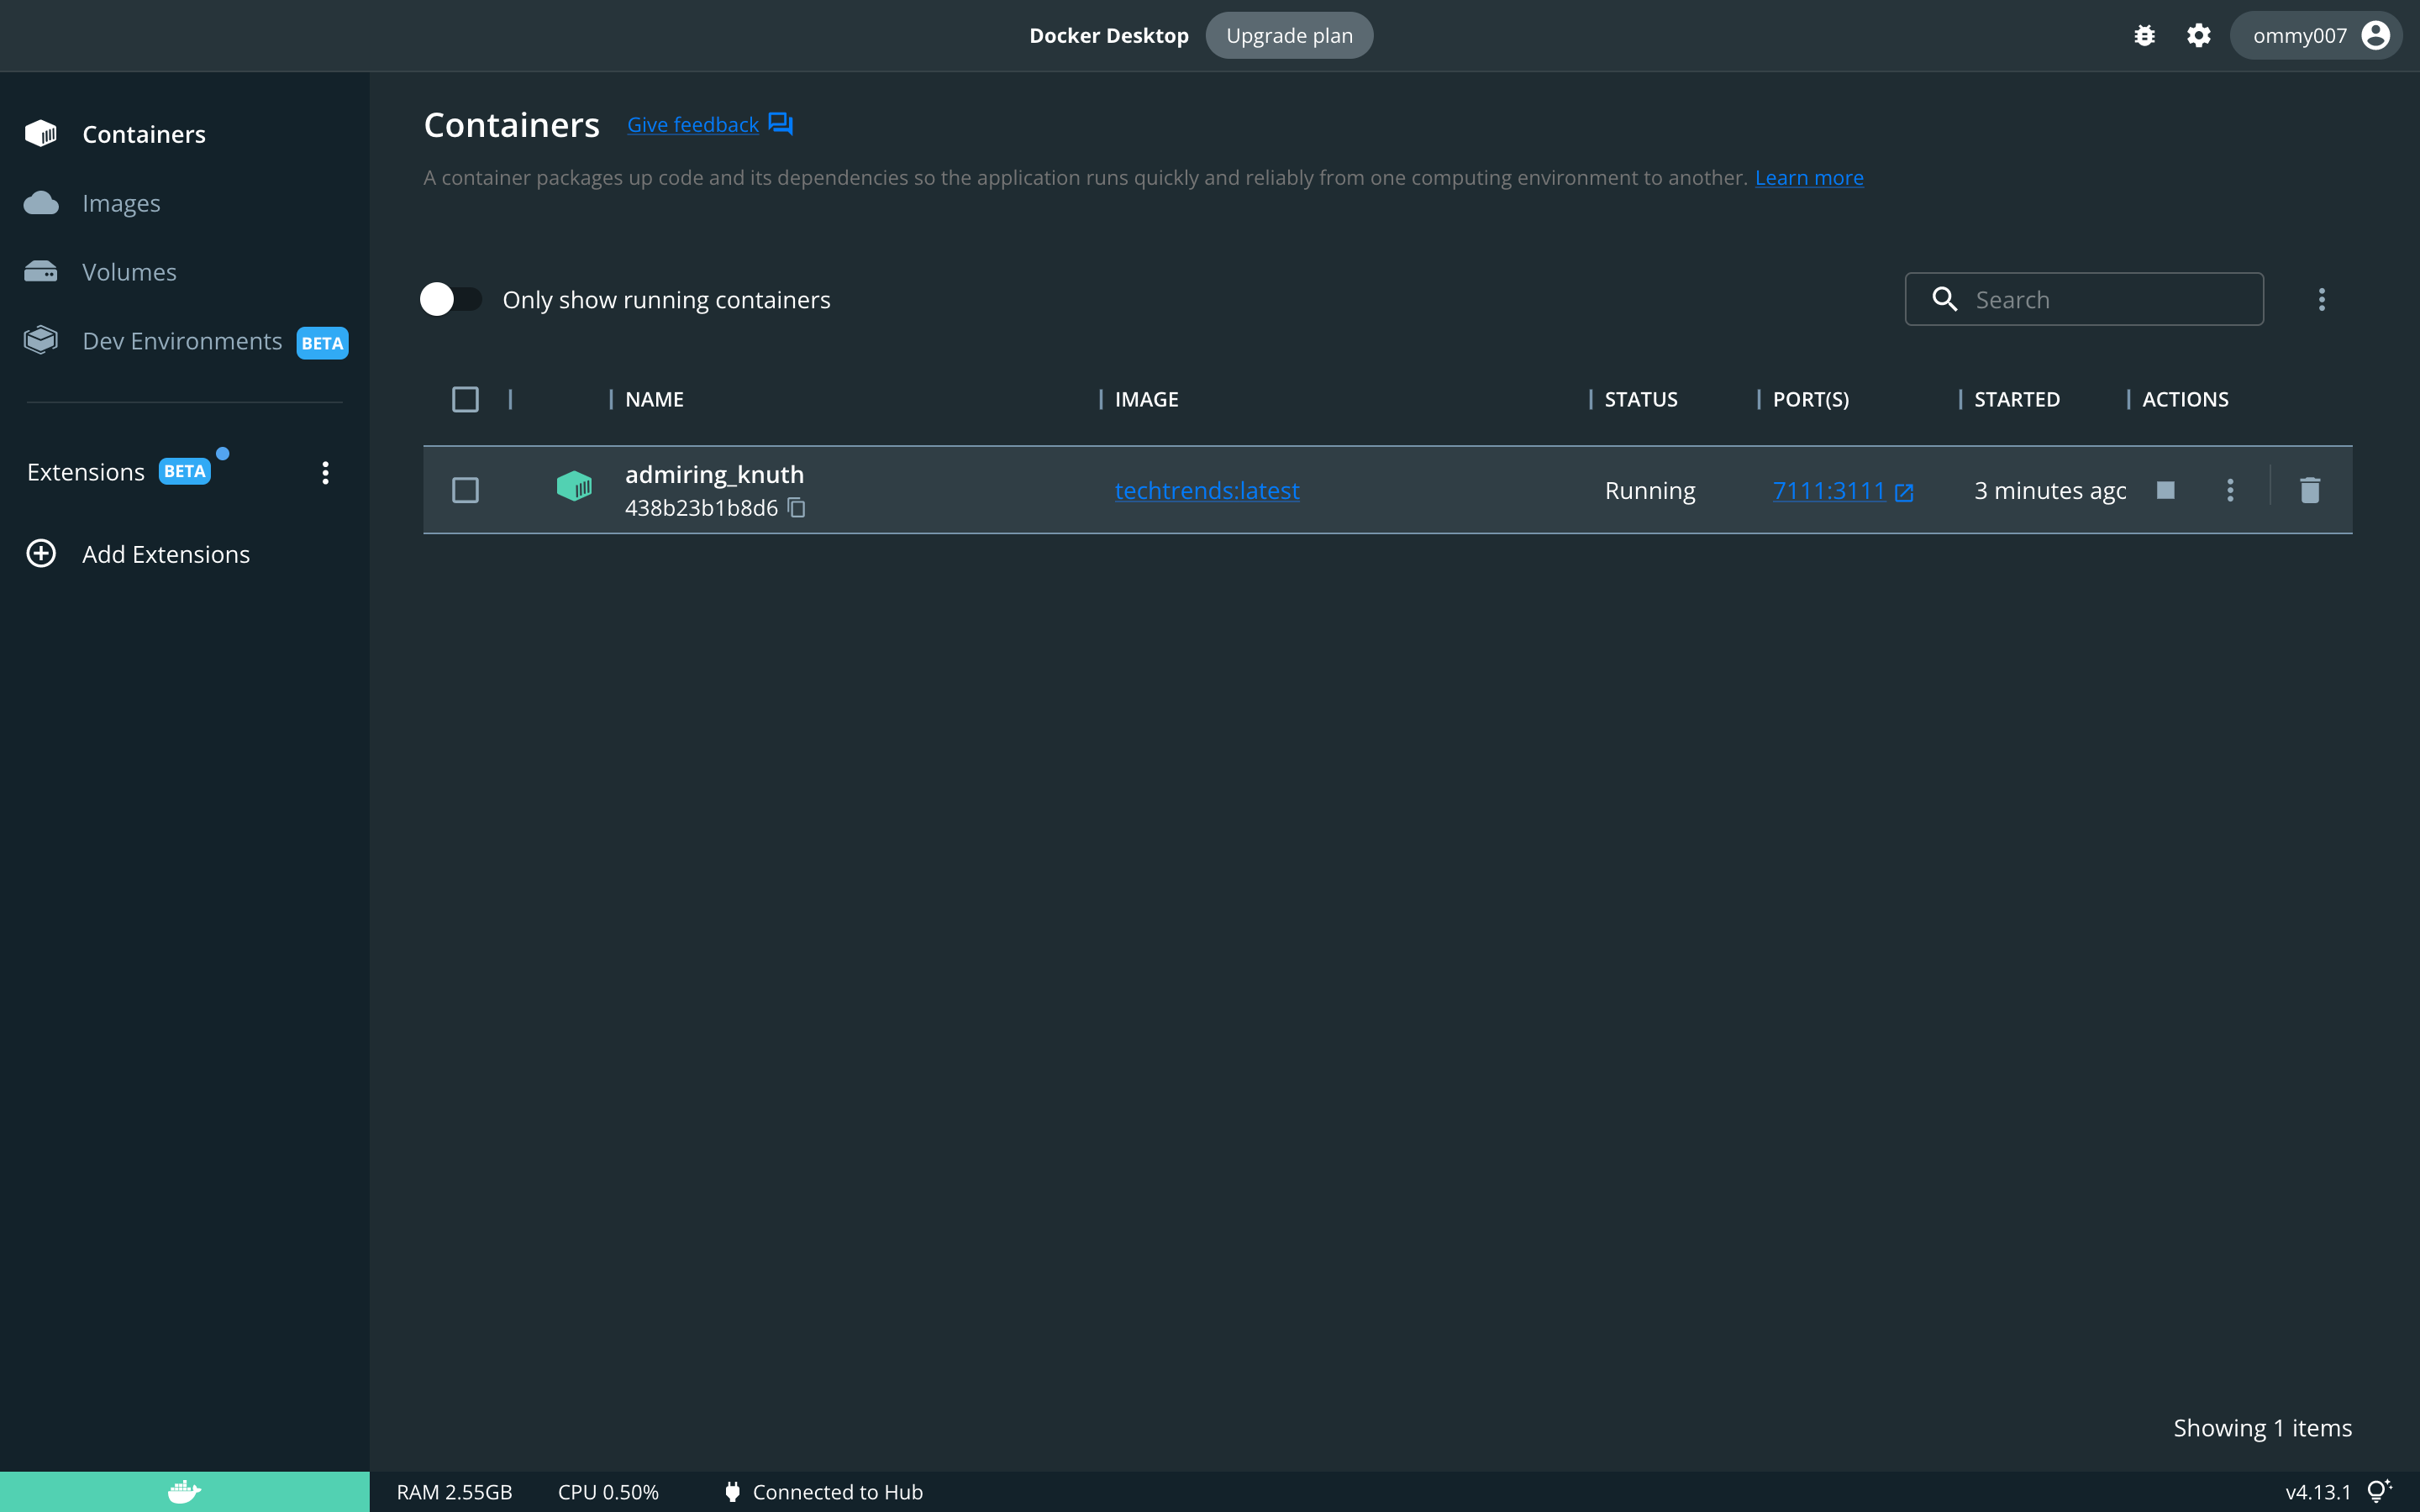 Docker Desktop Upgrade plan ommy007
Containers
Images
Volumes
Dev Environments BETA
Extensions BETA
Add Extensions
Containers Give feedback
A container packages up code and its dependencies so the application runs quickly and reliably from one computing environment to another. Learn more
Only show running containers Search
NAME IMAGE STATUS PORT(S) STARTED ACTIONS
admiring_knuth
438b23b1b8d6
techtrends:latest Running 7111:3111 3 minutes ago
Showing 1 items
RAM 2.55GB CPU 0.50% Connected to Hub v4.13.1